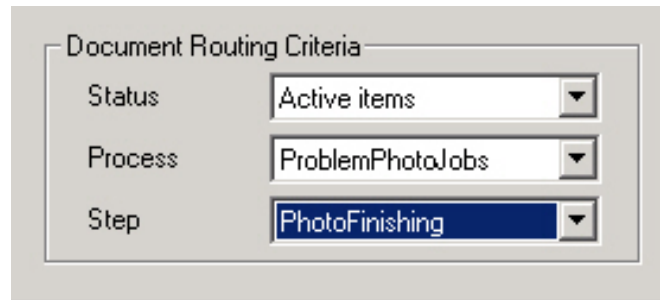 Document Routing Criteria
Status Active items
Process ProblemPhotoJobs
Step PhotoFinishing